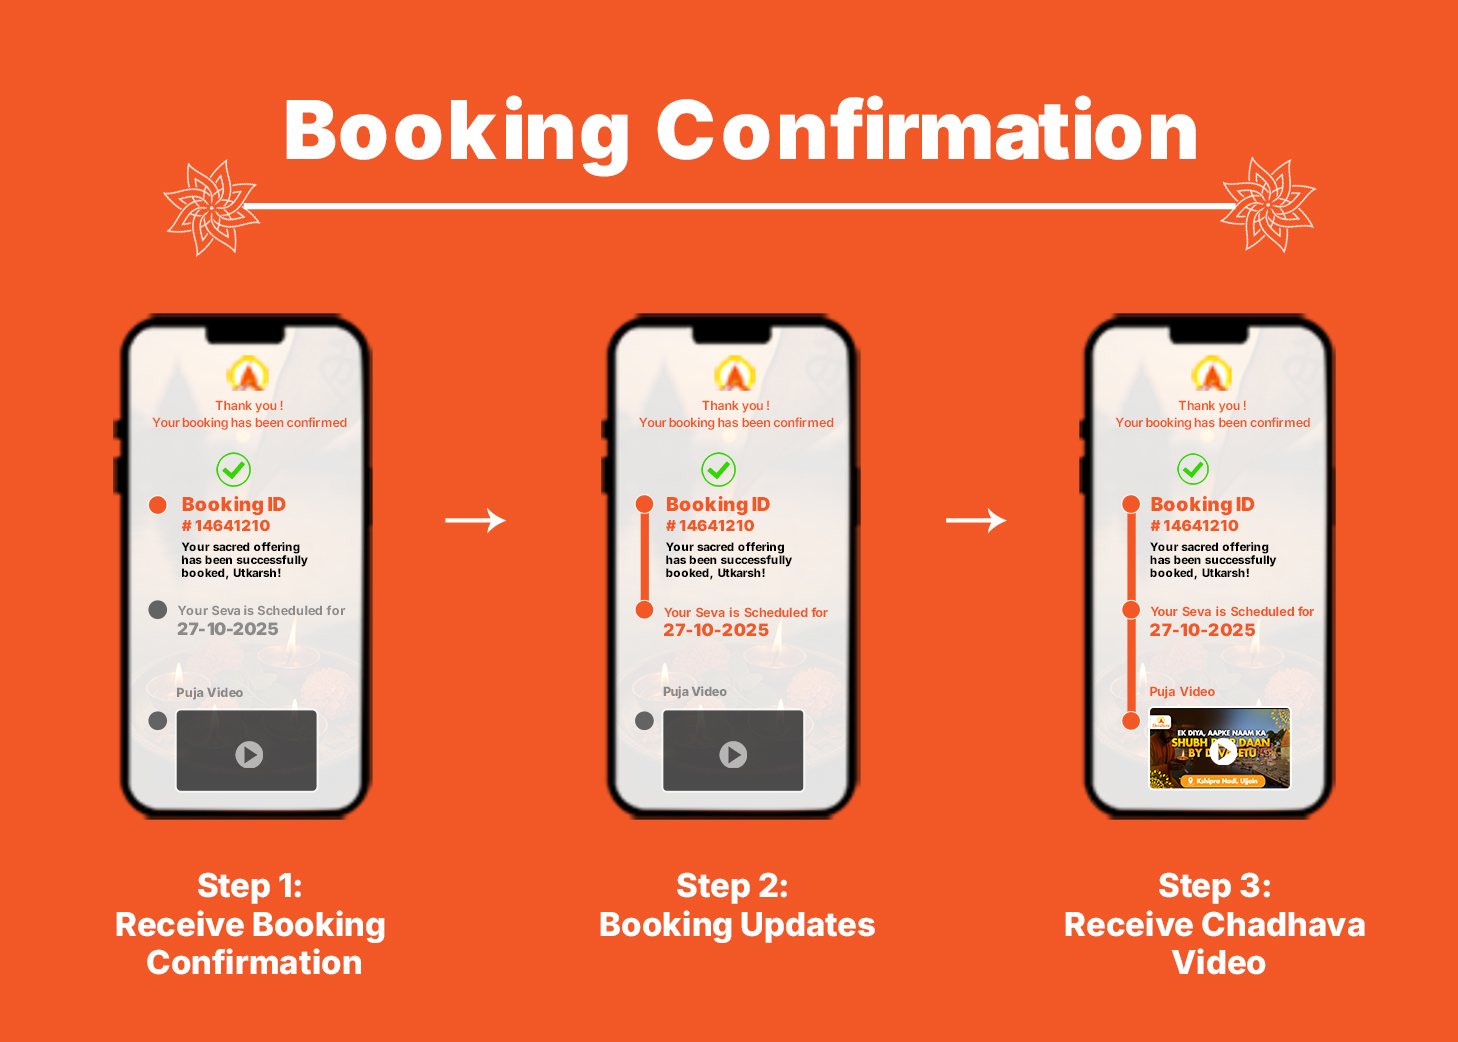 Booking Confirmation
Thank you !
Your booking has been confirmed
Booking ID
# 14641210
Your sacred offering
has been successfully
booked, Utkarsh!
Your Seva is Scheduled for
27-10-2025
Puja Video
Step 1:
Receive Booking
Confirmation
Thank you !
Your booking has been confirmed
Booking ID
# 14641210
Your sacred offering
has been successfully
booked, Utkarsh!
Your Seva is Scheduled for
27-10-2025
Puja Video
Step 2:
Booking Updates
Thank you !
Your booking has been confirmed
Booking ID
# 14641210
Your sacred offering
has been successfully
booked, Utkarsh!
Your Seva is Scheduled for
27-10-2025
Puja Video
EK DIYA, AAPKE NAAM KA
SHUBH DAAN
BY
Kshipra Nadi, Ujjain
Step 3:
Receive Chadhava
Video